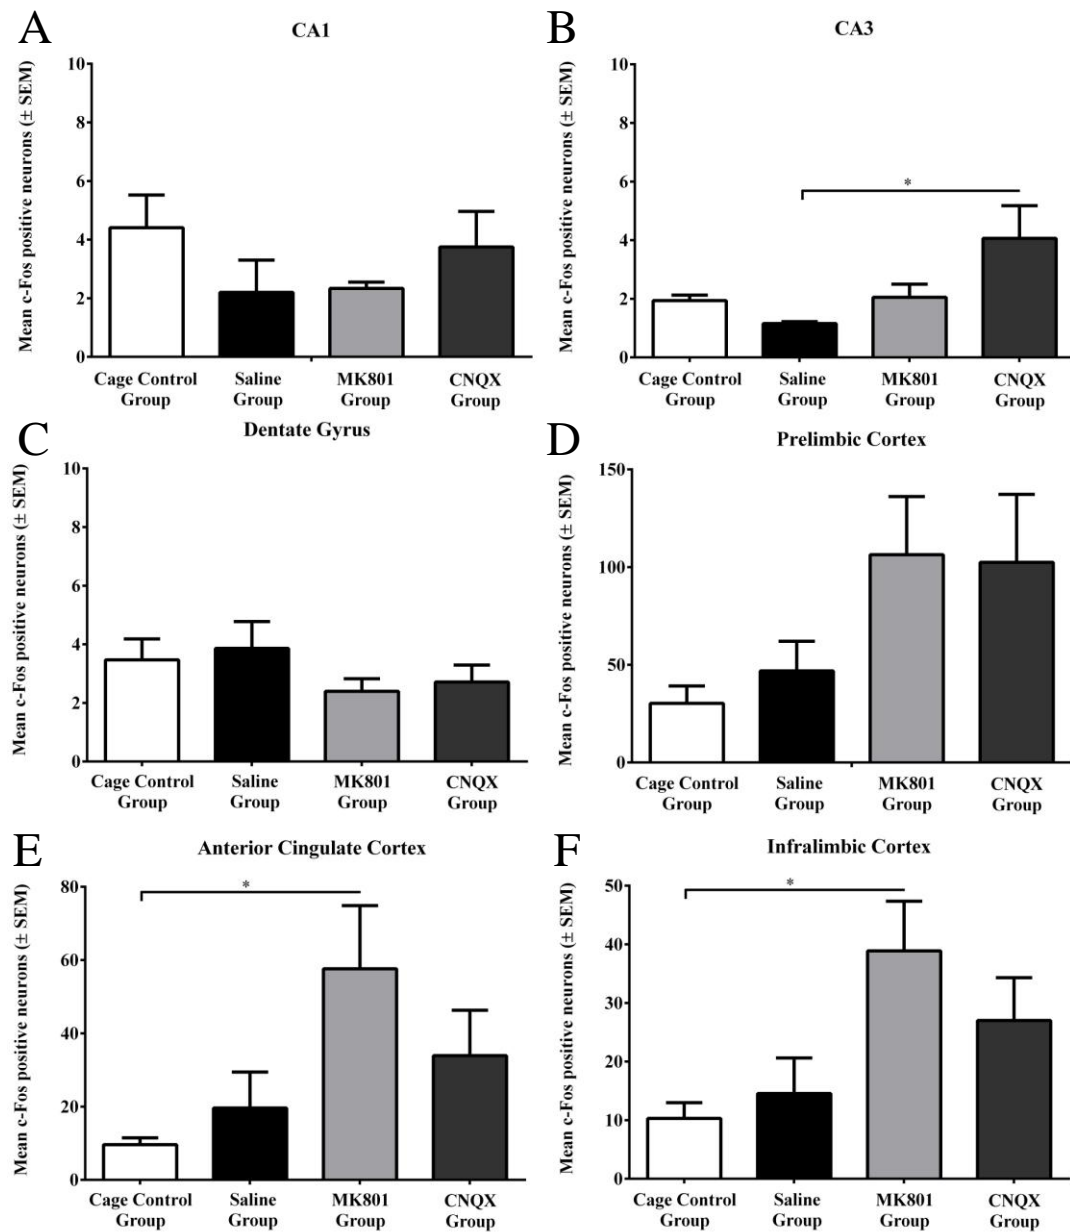 A
CA1
Mean c-Fos positive neurons (± SEM)
10
8
6
4
2
0
Cage Control Group
Saline Group
MK801 Group
CNQX Group
B
CA3
Mean c-Fos positive neurons (± SEM)
10
8
6
4
2
0
*
Cage Control Group
Saline Group
MK801 Group
CNQX Group
C
Dentate Gyrus
Mean c-Fos positive neurons (± SEM)
10
8
6
4
2
0
Cage Control Group
Saline Group
MK801 Group
CNQX Group
D
Prelimbic Cortex
Mean c-Fos positive neurons (± SEM)
150
100
50
0
Cage Control Group
Saline Group
MK801 Group
CNQX Group
E
Anterior Cingulate Cortex
Mean c-Fos positive neurons (± SEM)
80
60
40
20
0
*
Cage Control Group
Saline Group
MK801 Group
CNQX Group
F
Infralimbic Cortex
Mean c-Fos positive neurons (± SEM)
50
40
30
20
10
0
*
Cage Control Group
Saline Group
MK801 Group
CNQX Group